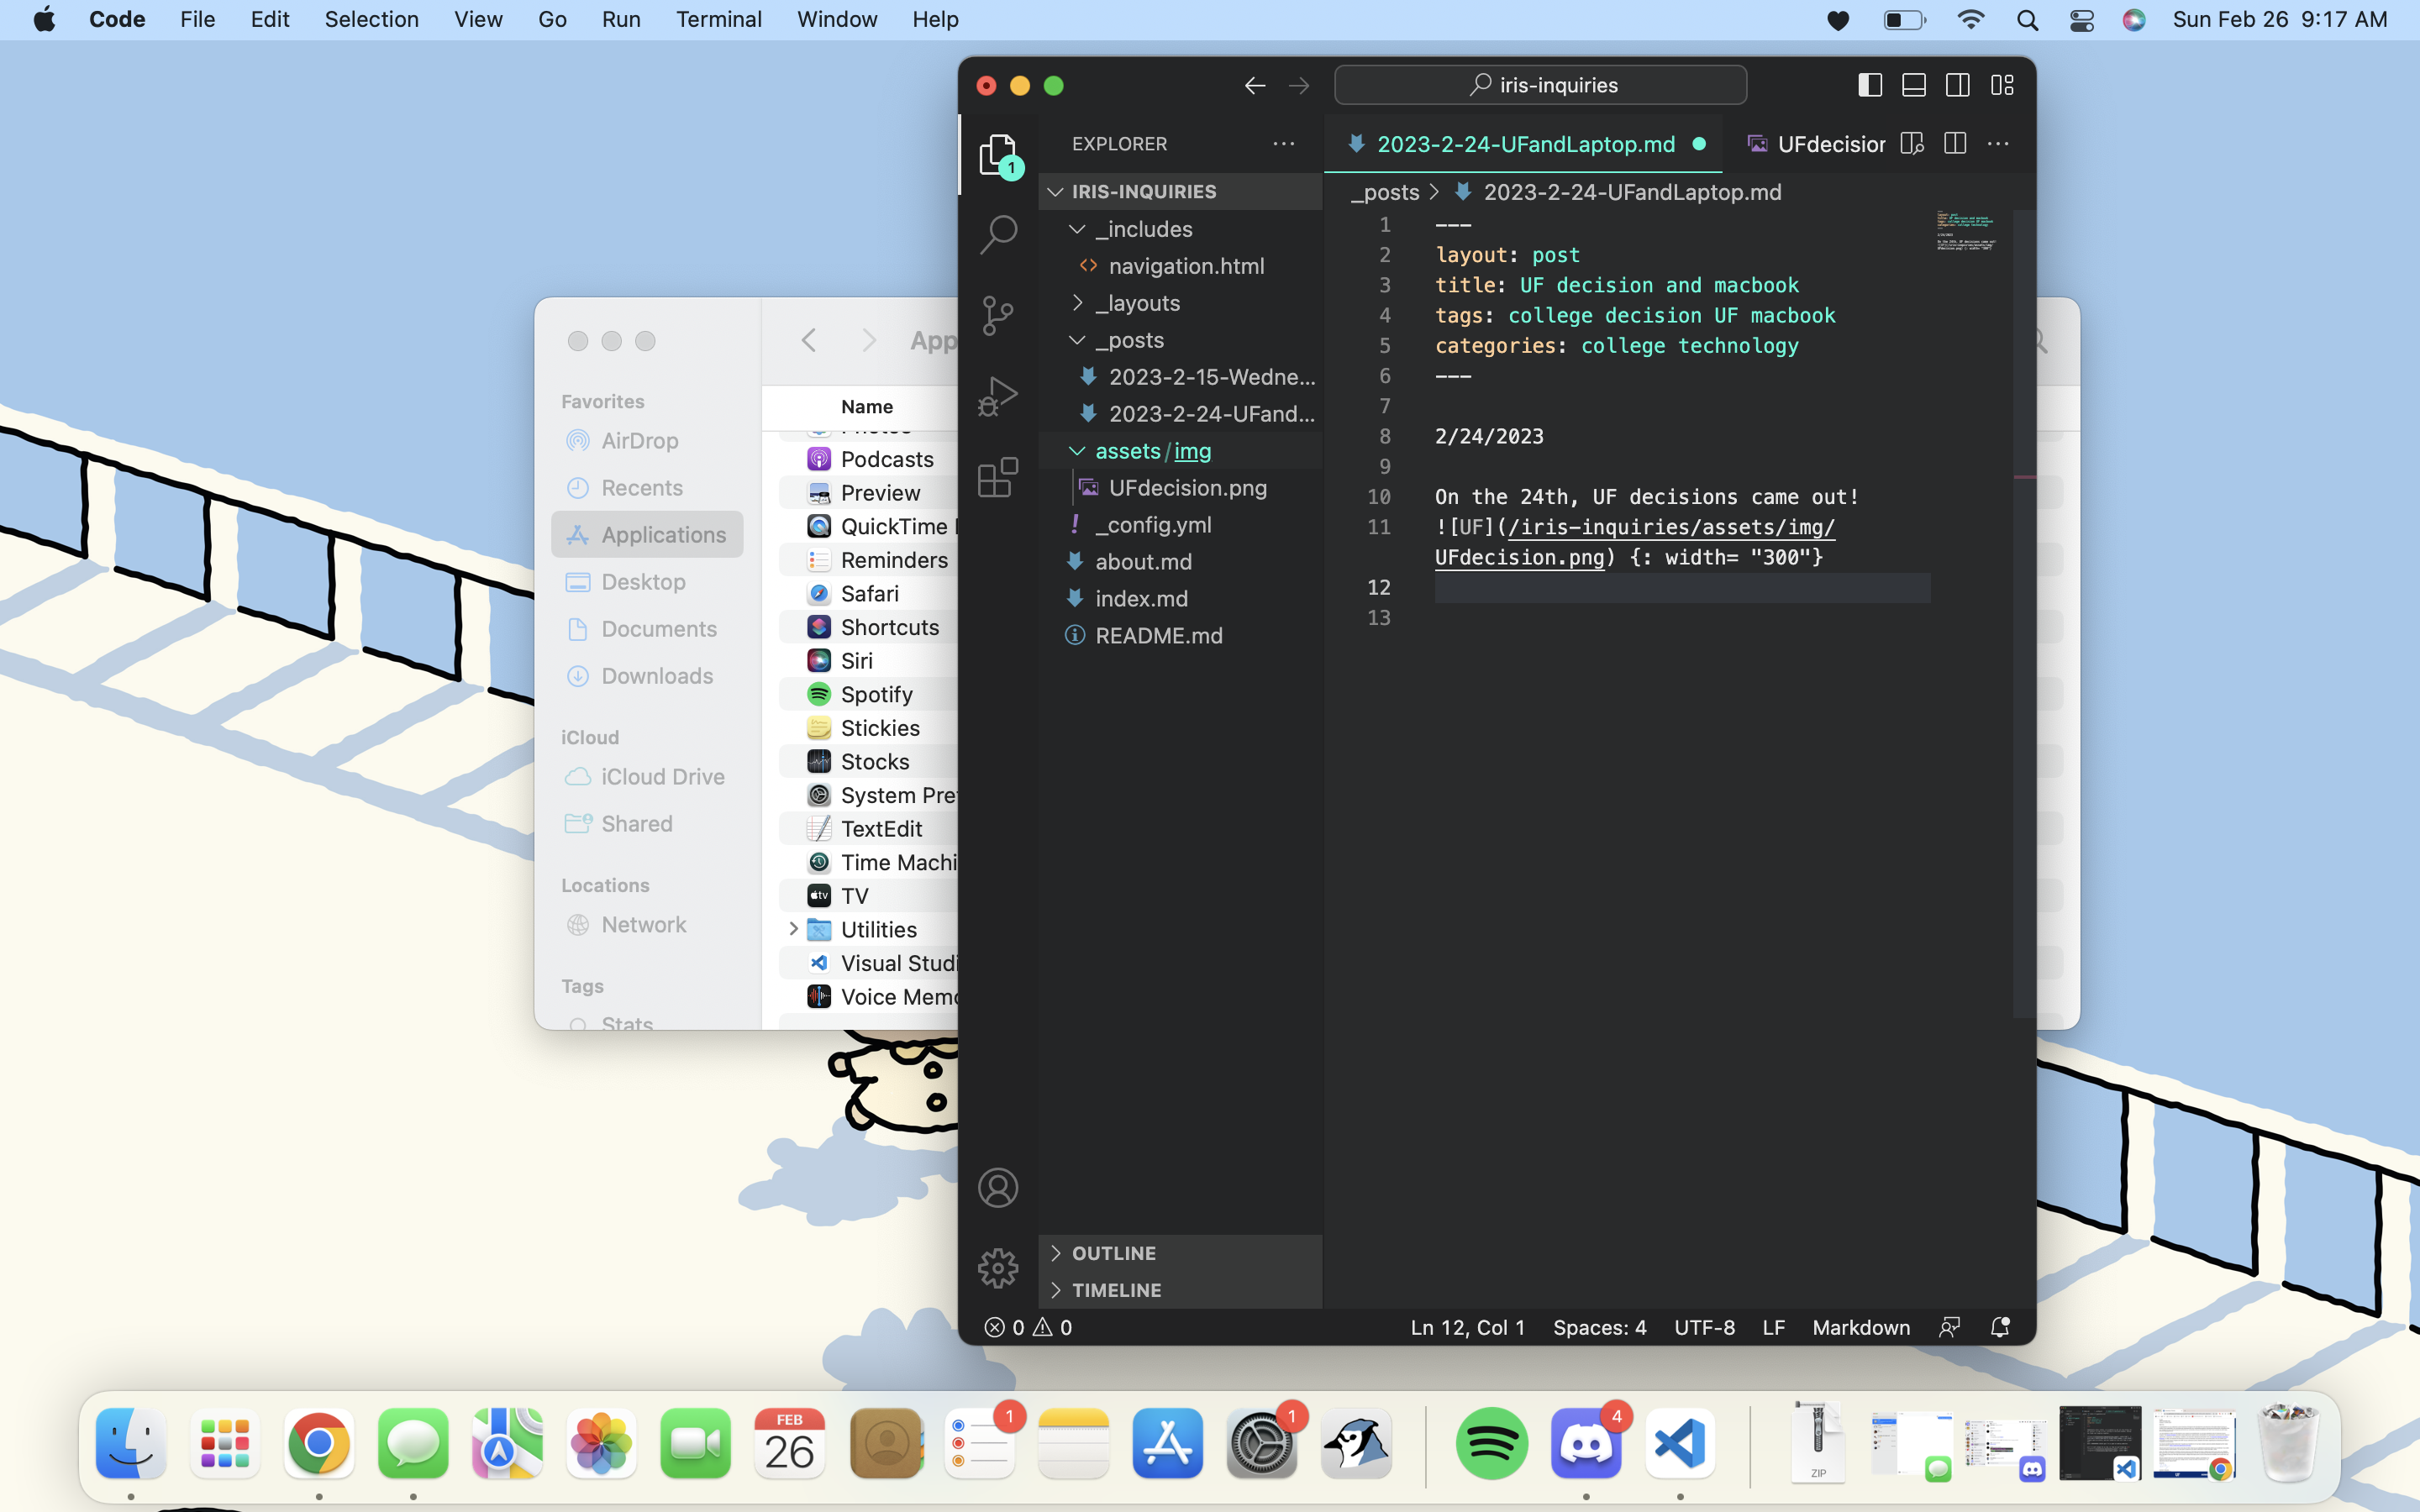 Code File Edit Selection View Go Run Terminal Window Help Sun Feb 26 9:17 AM
iris-inquiries
EXPLORER
1
IRIS-INQUIRIES
_includes
navigation.html
_layouts
_posts
2023-2-15-Wedne...
2023-2-24-UFand...
assets/img
UFdecision.png
_config.yml
about.md
index.md
README.md
OUTLINE
TIMELINE
2023-2-24-UFandLaptop.md UFdecision
_posts > 2023-2-24-UFandLaptop.md
1 ---
2 layout: post
3 title: UF decision and macbook
4 tags: college decision UF macbook
5 categories: college technology
6 ---
7
8 2/24/2023
9
10 On the 24th, UF decisions came out!
11 ![UF](/iris-inquiries/assets/img/
UFdecision.png) {: width= "300"}
12
13
0 0 Ln 12, Col 1 Spaces: 4 UTF-8 LF Markdown
Favorites
AirDrop
Recents
Applications
Desktop
Documents
Downloads
iCloud
iCloud Drive
Shared
Locations
Network
Tags
Stats
App
Name
Photos
Podcasts
Preview
QuickTime
Reminders
Safari
Shortcuts
Siri
Spotify
Stickies
Stocks
System Pre
TextEdit
Time Machi
tv
TV
Utilities
Visual Studi
Voice Memo
FEB
26
1
1
4
ZIP